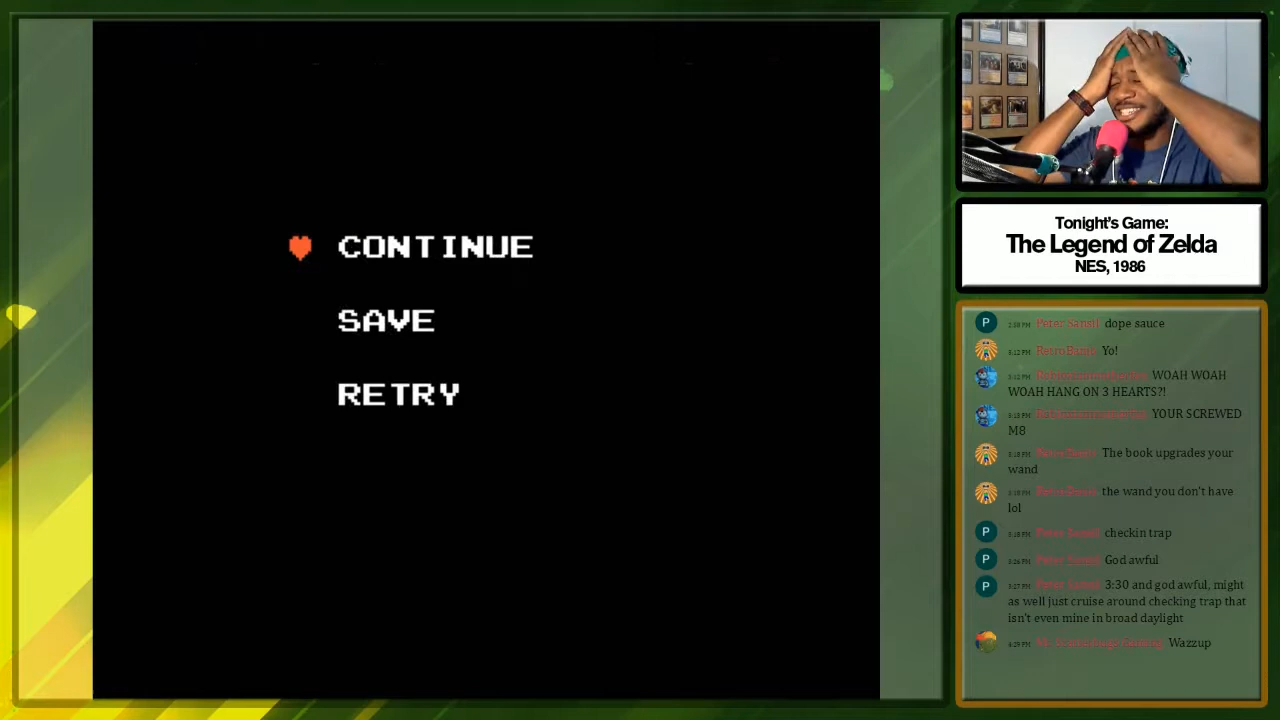 CONTINUE
SAVE
RETRY
Tonight's Game:
The Legend of Zelda
NES, 1986
P Peter Sansii dope sauce
Yo!
WOAH WOAH
WOAH HANG ON 3 HEARTS?!
YOUR SCREWED
M8
The book upgrades your
wand
the wand you don't have
lol
P checkin trap
P God awful
P 3:30 and god awful, might
as well just cruise around checking trap that
isn't even mine in broad daylight
Wazzup